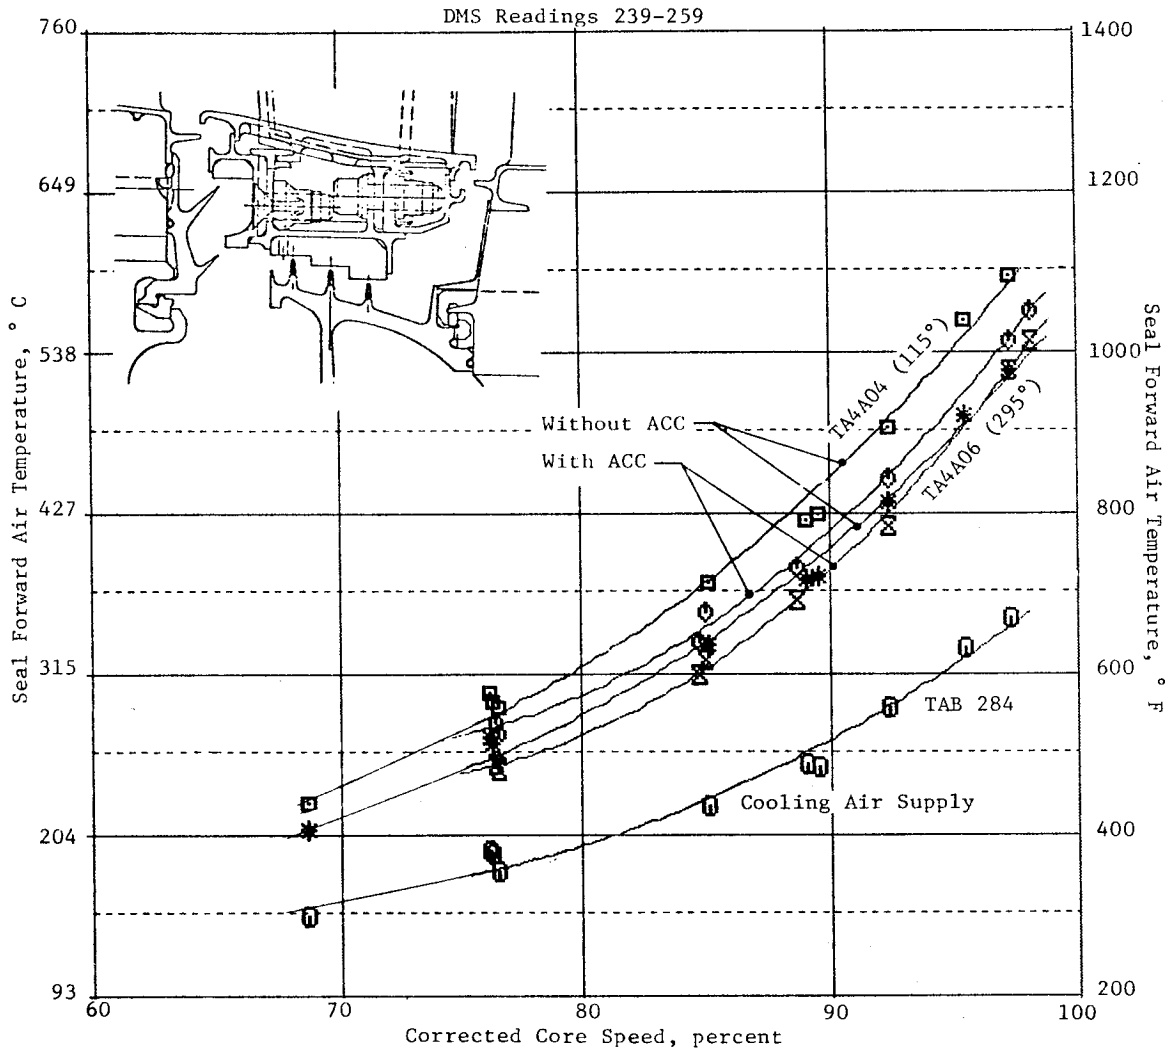 DMS Readings 239-259
760
649
538
427
315
204
93
Seal Forward Air Temperature, ° C
1400
1200
1000
800
600
400
200
Seal Forward Air Temperature, ° F
TA4A04 (115°)
TA4A06 (295°)
Without ACC
With ACC
TAB 284
Cooling Air Supply
60
70
80
90
100
Corrected Core Speed, percent